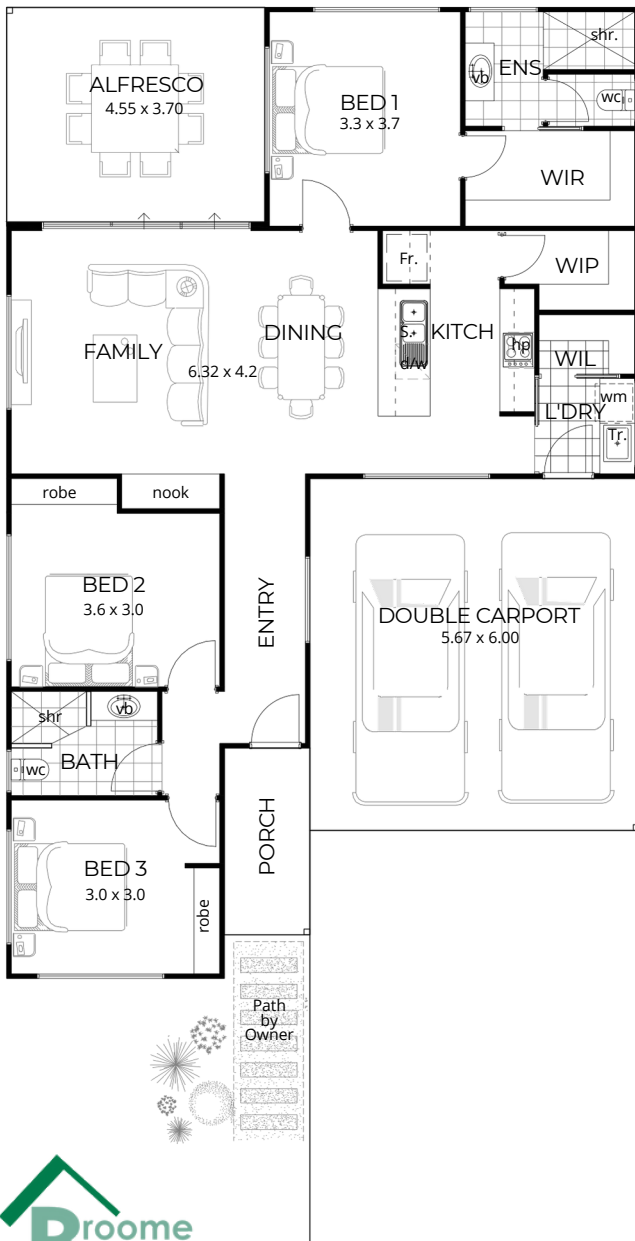 ALFRESCO
4.55 x 3.70
BED 1
3.3 x 3.7
ENS
shr.
vb
wc
WIR
Fr.
WIP
FAMILY
6.32 x 4.2
DINING
S.
d/w
KITCH
hp
WIL
L'DRY
wm
Tr.
robe
nook
BED 2
3.6 x 3.0
ENTRY
DOUBLE CARPORT
5.67 x 6.00
shr
vb
wc
BATH
BED 3
3.0 x 3.0
robe
PORCH
Path
by
Owner
Broome